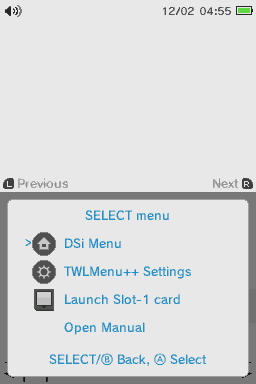 12/02 04:55
L Previous Next R
SELECT menu
> DSi Menu
TWLMenu++ Settings
Launch Slot-1 card
Open Manual
SELECT/Ⓑ Back, Ⓐ Select